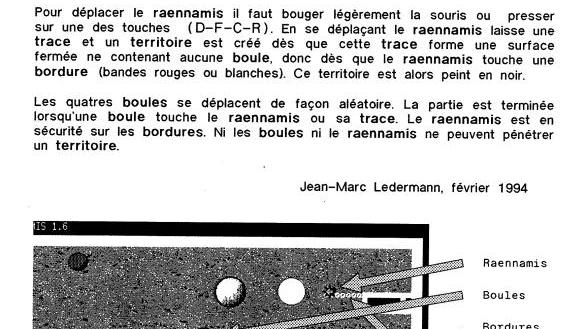 Pour déplacer le raennamis il faut bouger légèrement la souris ou presser
sur une des touches (D-F-C-R). En se déplaçant le raennamis laisse une
trace et un territoire est créé dès que cette trace forme une surface
fermée ne contenant aucune boule, donc dès que le raennamis touche une
bordure (bandes rouges ou blanches). Ce territoire est alors peint en noir.
Les quatres boules se déplacent de façon aléatoire. La partie est terminée
lorsqu'une boule touche le raennamis ou sa trace. Le raennamis est en
sécurité sur les bordures. Ni les boules ni le raennamis ne peuvent pénétrer
un territoire.
Jean-Marc Ledermann, février 1994
IS 1.6
Raennamis
Boules
Bordures